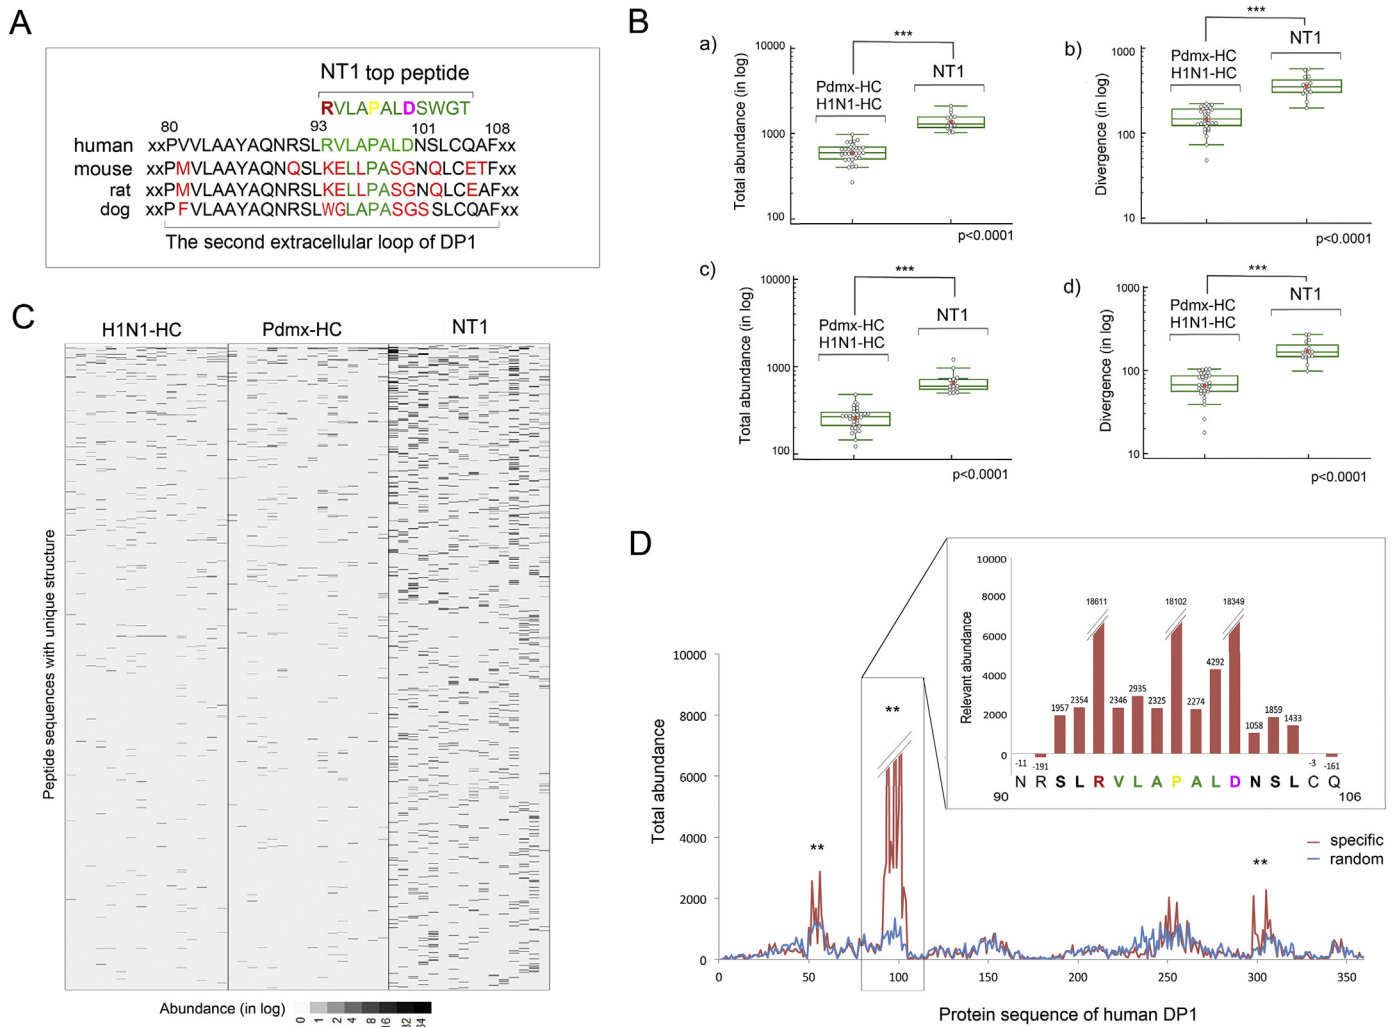 A
NT1 top peptide
RVLAPALDSWGT
80 93 101 108
human xxPVVLAAYAQNRSLRVLAPALDNSLCQAFxx
mouse xxPMVLAAYAQNQSLKELLPASGNQLCETFxx
rat xxPMVLAAYAQNRSLKELLPASGNQLCEAFxx
dog xxPFVLAAYAQNRSLWGLAPASGSSLCQAFxx
The second extracellular loop of DP1
B
a)
Total abundance (in log)
10000
1000
100
Pdmx-HC
H1N1-HC
NT1
***
p<0.0001
b)
Divergence (in log)
1000
100
10
Pdmx-HC
H1N1-HC
NT1
***
p<0.0001
c)
Total abundance (in log)
10000
1000
100
Pdmx-HC
H1N1-HC
NT1
***
p<0.0001
d)
Divergence (in log)
1000
100
10
Pdmx-HC
H1N1-HC
NT1
***
p<0.0001
C
H1N1-HC Pdmx-HC NT1
Peptide sequences with unique structure
Abundance (in log)
0 1 2 4 8 16 32 64
D
Total abundance
10000
8000
6000
4000
2000
0
0 50 100 150 200 250 300 350
** ** **
Protein sequence of human DP1
specific
random
Relevant abundance
10000
8000
6000
4000
2000
0
-11 -191 1957 2354 18611 2346 2935 2325 18102 2274 4292 18349 1058 1859 1433 -3 -161
N R S L R V L A P A L D N S L C Q
90 106